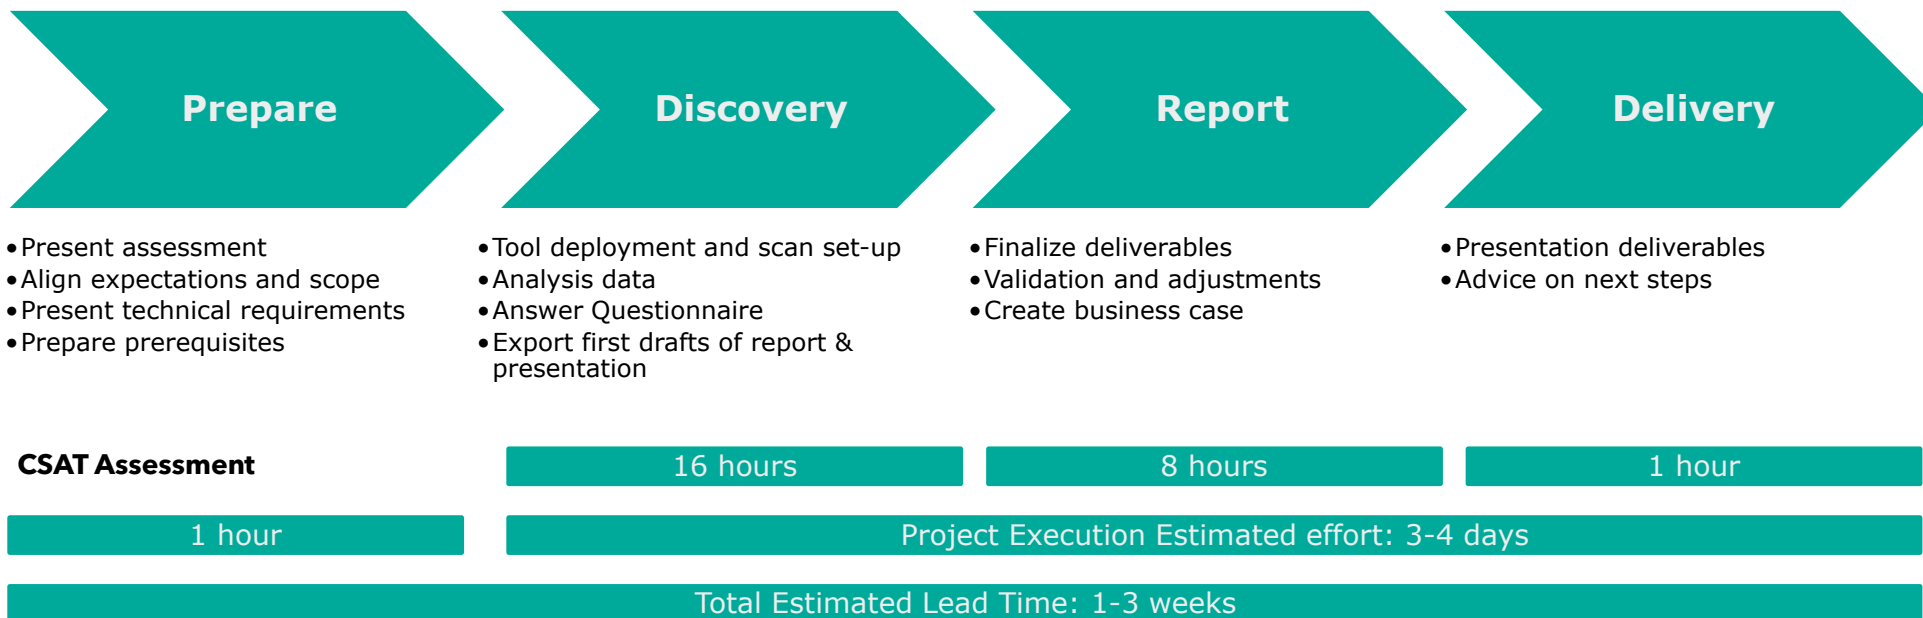 Prepare
Discovery
Report
Delivery
•Present assessment
•Align expectations and scope
•Present technical requirements
•Prepare prerequisites
•Tool deployment and scan set-up
•Analysis data
•Answer Questionnaire
•Export first drafts of report &
presentation
•Finalize deliverables
•Validation and adjustments
•Create business case
•Presentation deliverables
•Advice on next steps
CSAT Assessment
16 hours
8 hours
1 hour
1 hour
Project Execution Estimated effort: 3-4 days
Total Estimated Lead Time: 1-3 weeks